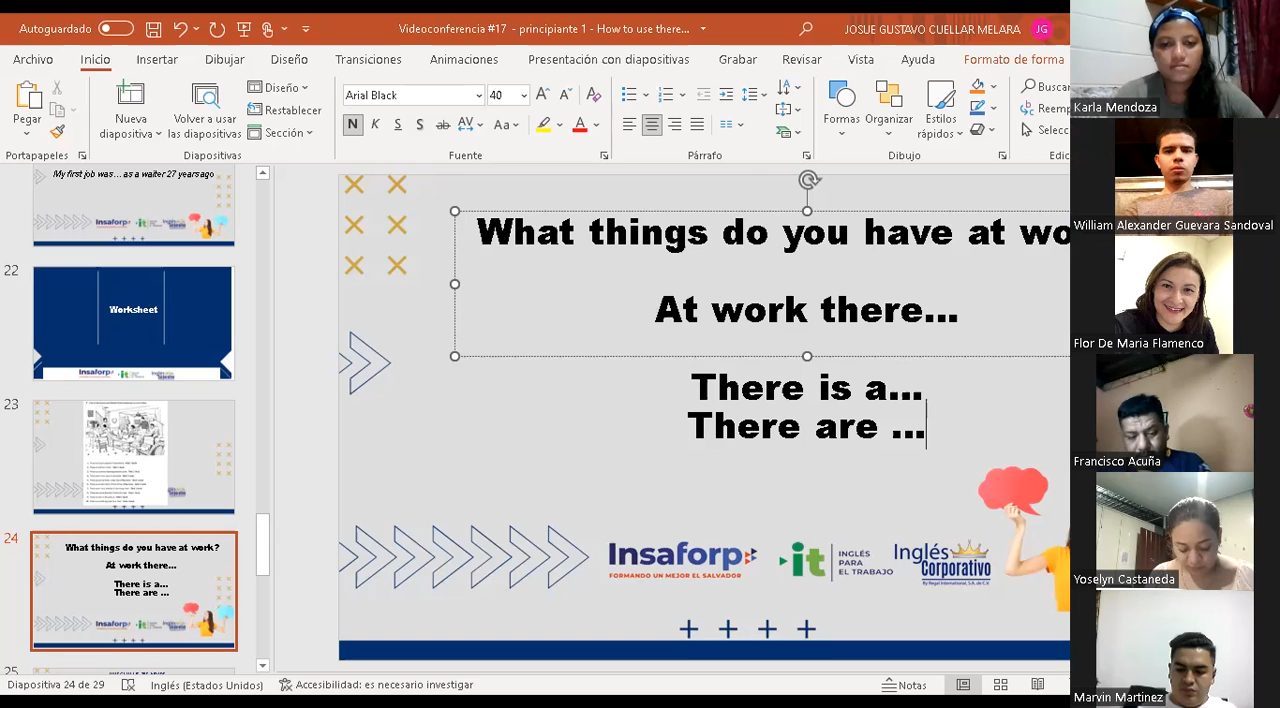 Autoguardado
Videoconferencia #17 - principiante 1 - How to use there...
JOSUE GUSTAVO CUELLAR MELARA
JG
Archivo Inicio Insertar Dibujar Diseño Transiciones Animaciones Presentación con diapositivas Grabar Revisar Vista Ayuda Formato de forma
Pegar
Nueva diapositiva
Volver a usar las diapositivas
Diseño
Restablecer
Sección
Arial Black 40
N K S S ab AV Aa A
Formas Organizar Estilos rápidos
Buscar
Reemp
Selecc
Portapapeles Diapositivas Fuente Párrafo Dibujo Edic
My first job was... as a waiter 27 years ago
22
Worksheet
23
24
What things do you have at work?
At work there...
There is a...
There are ...
25
What things do you have at wo
At work there...
There is a...
There are ...
Insaforp
FORMANDO UN MEJOR EL SALVADOR
it
INGLÉS
PARA
EL TRABAJO
Inglés
Corporativo
Diapositiva 24 de 29 Inglés (Estados Unidos) Accesibilidad: es necesario investigar Notas
Karla Mendoza
William Alexander Guevara Sandoval
Flor De Maria Flamenco
Francisco Acuña
Yoselyn Castaneda
Marvin Martinez